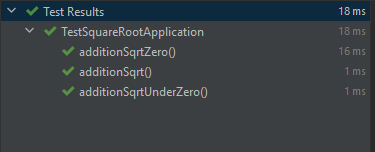 Test Results 18 ms
TestSquareRootApplication 18 ms
additionSqrtZero() 16 ms
additionSqrt() 1 ms
additionSqrtUnderZero() 1 ms